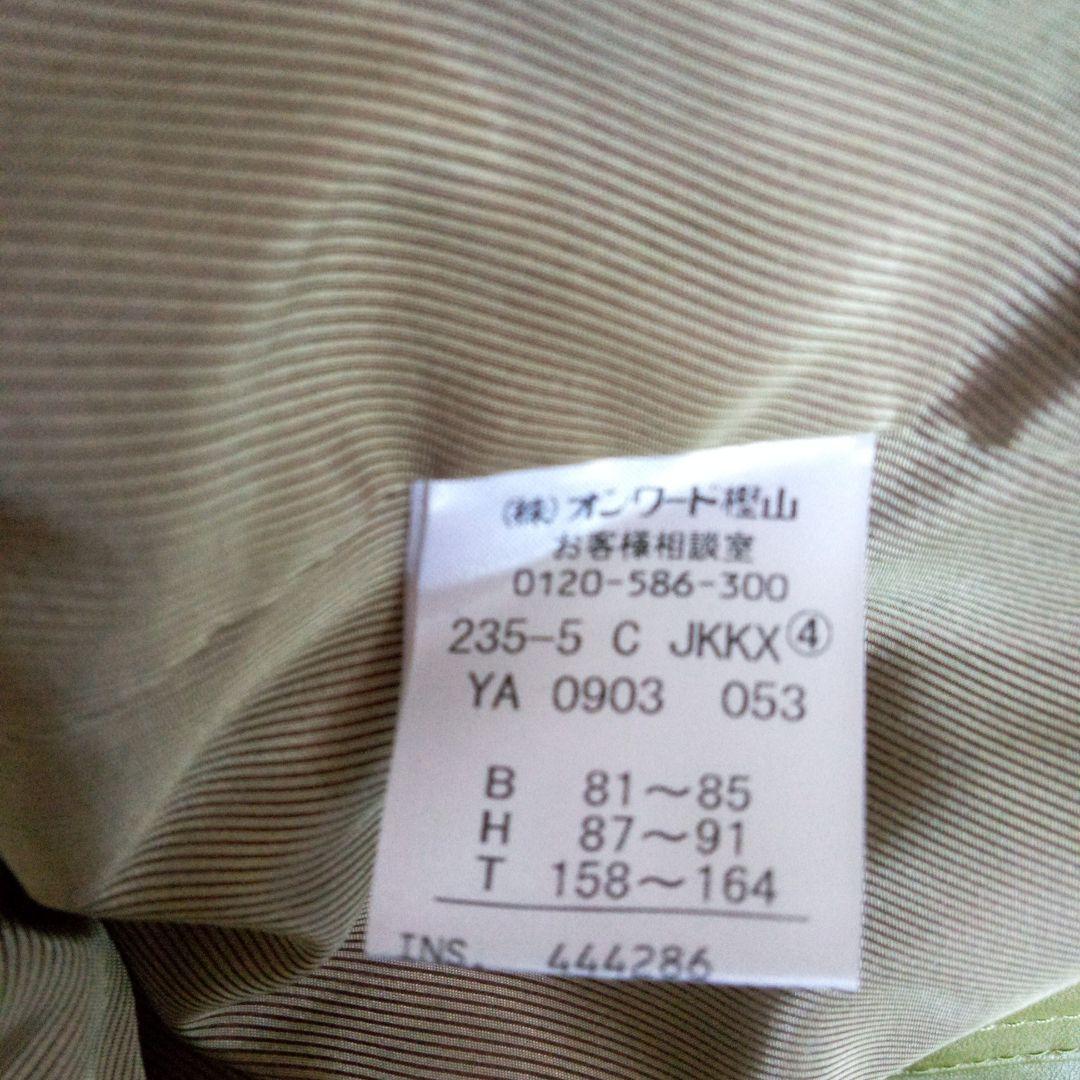 (株)オンワード樫山
お客様相談室
0120-586-300
235-5 C JKKX④
YA 0903 053
B 81～85
H 87～91
T 158～164
INS. 444286